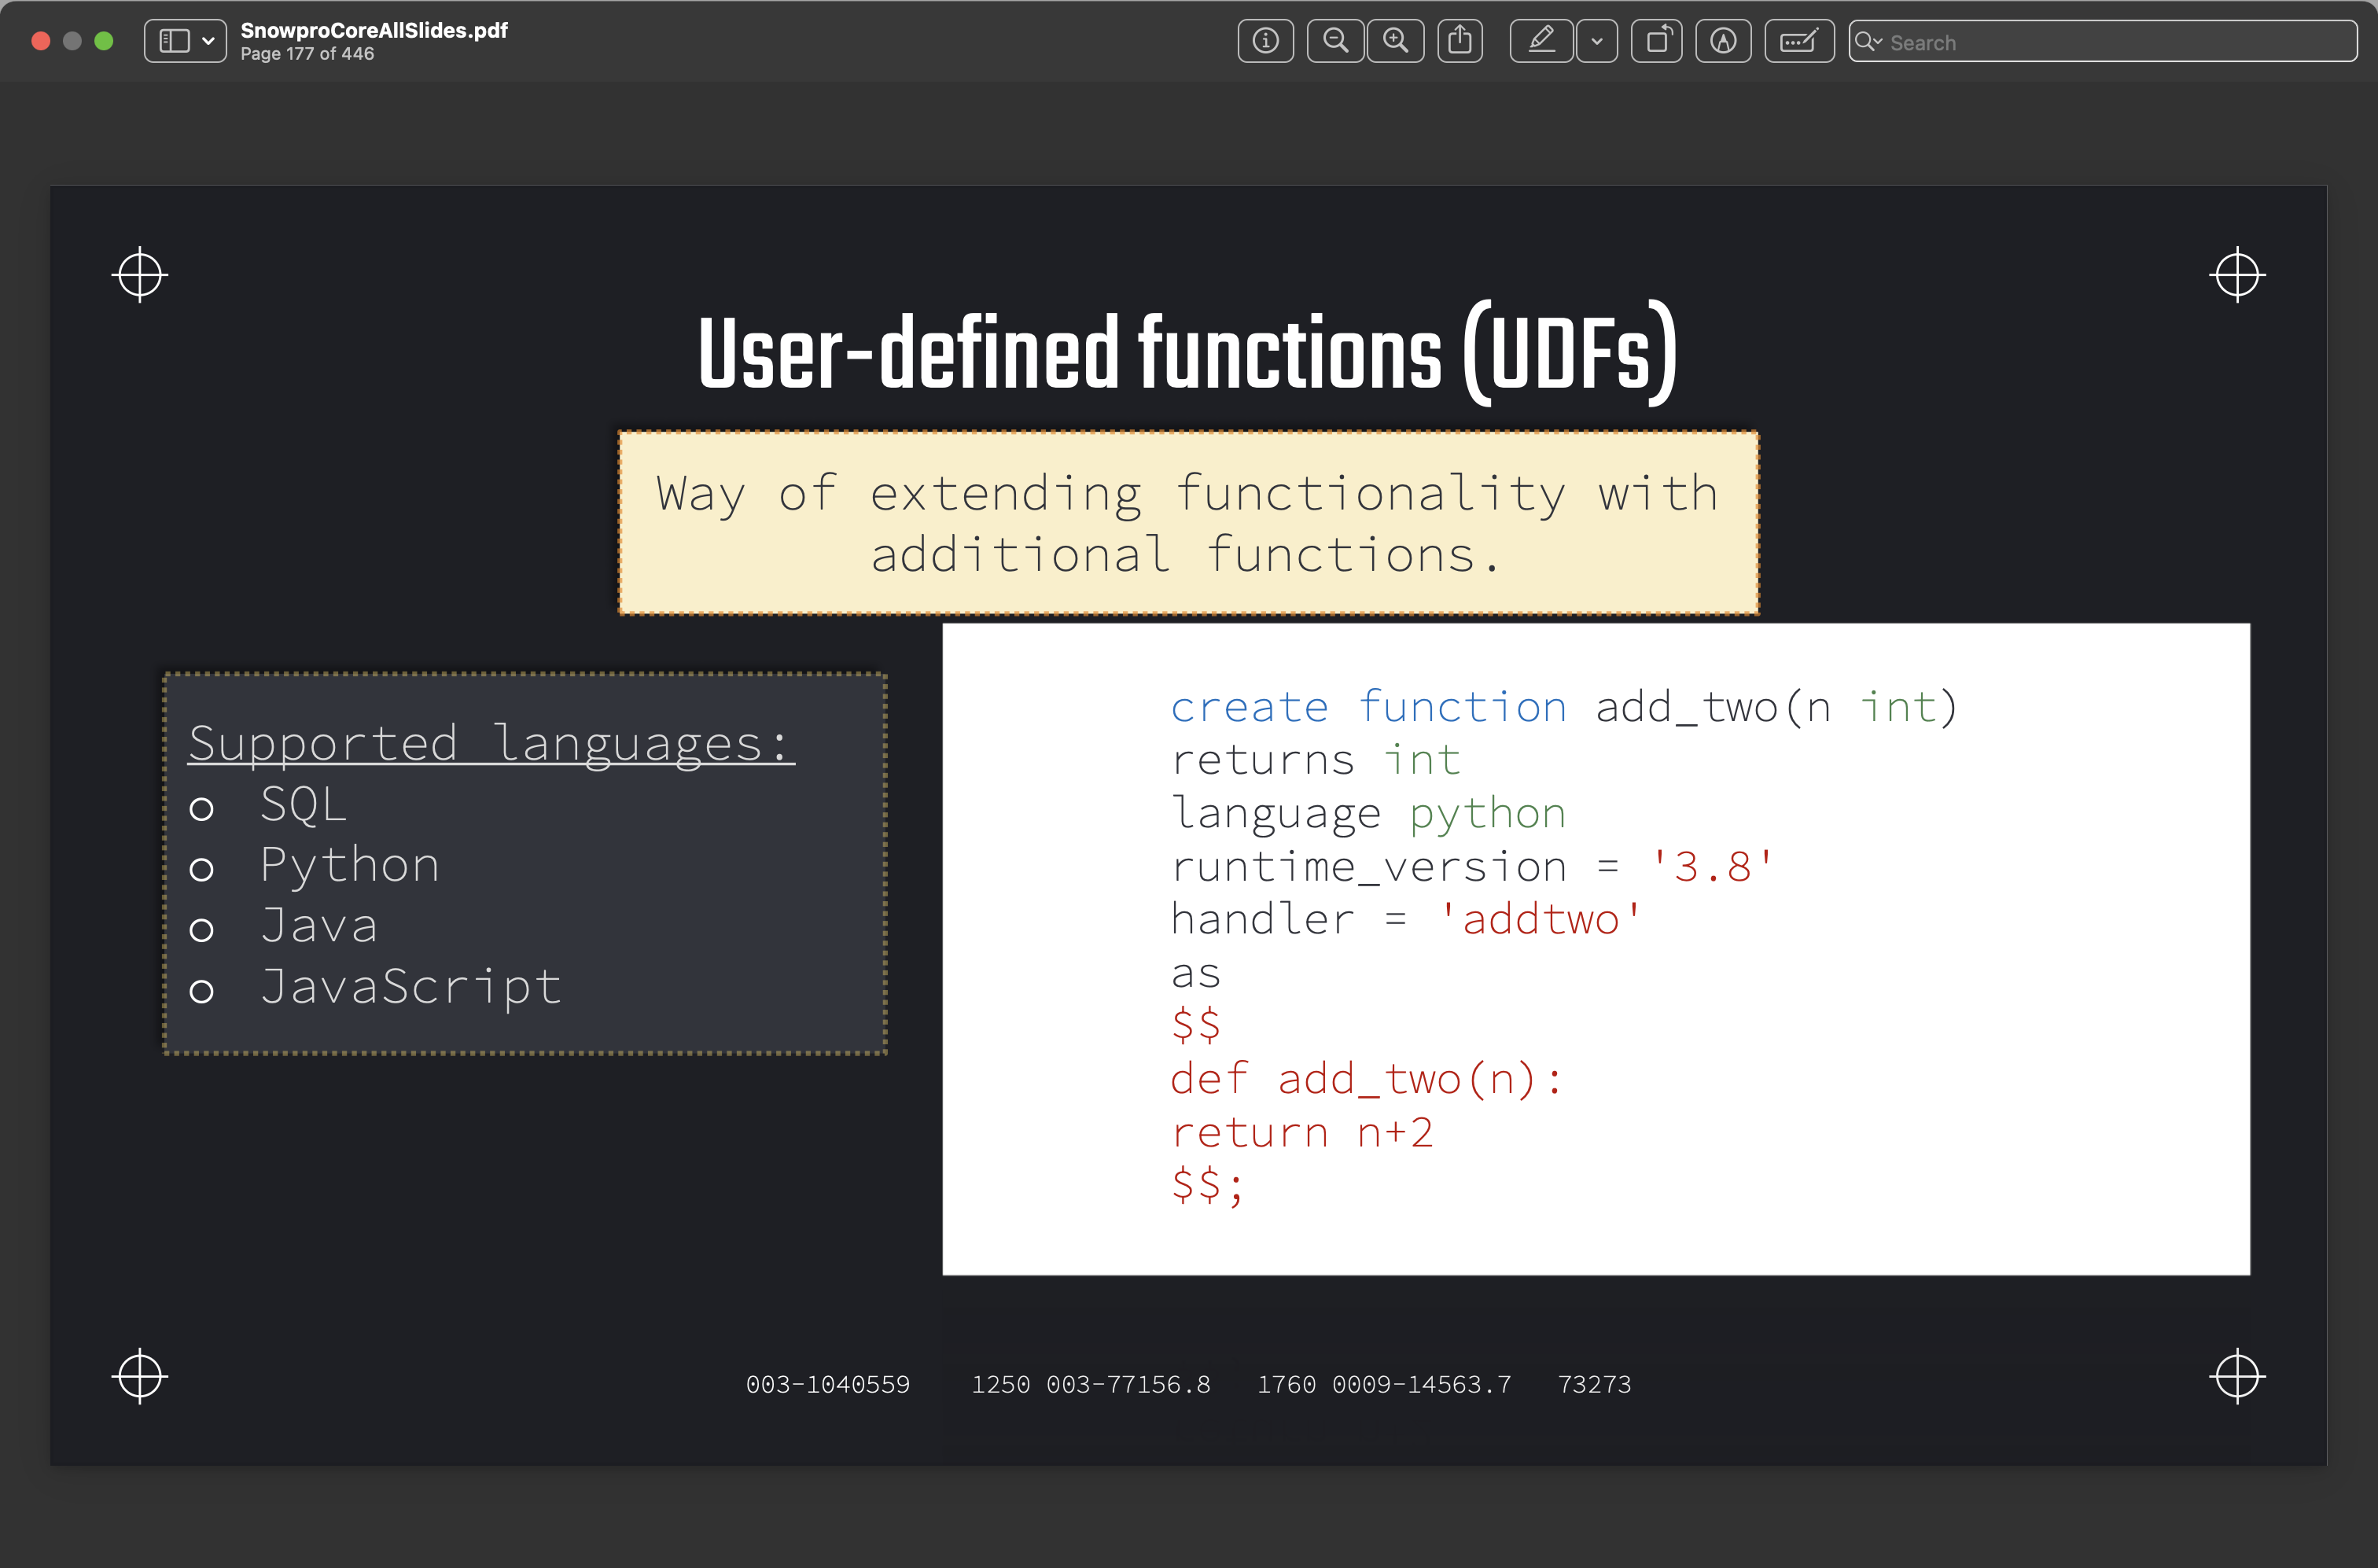 SnowproCoreAllSlides.pdf
Page 177 of 446
Search
User-defined functions (UDFs)
Way of extending functionality with
additional functions.
Supported languages:
SQL
Python
Java
JavaScript
create function add_two(n int)
returns int
language python
runtime_version = '3.8'
handler = 'addtwo'
as
$$
def add_two(n):
return n+2
$$;
003-1040559 1250 003-77156.8 1760 0009-14563.7 73273